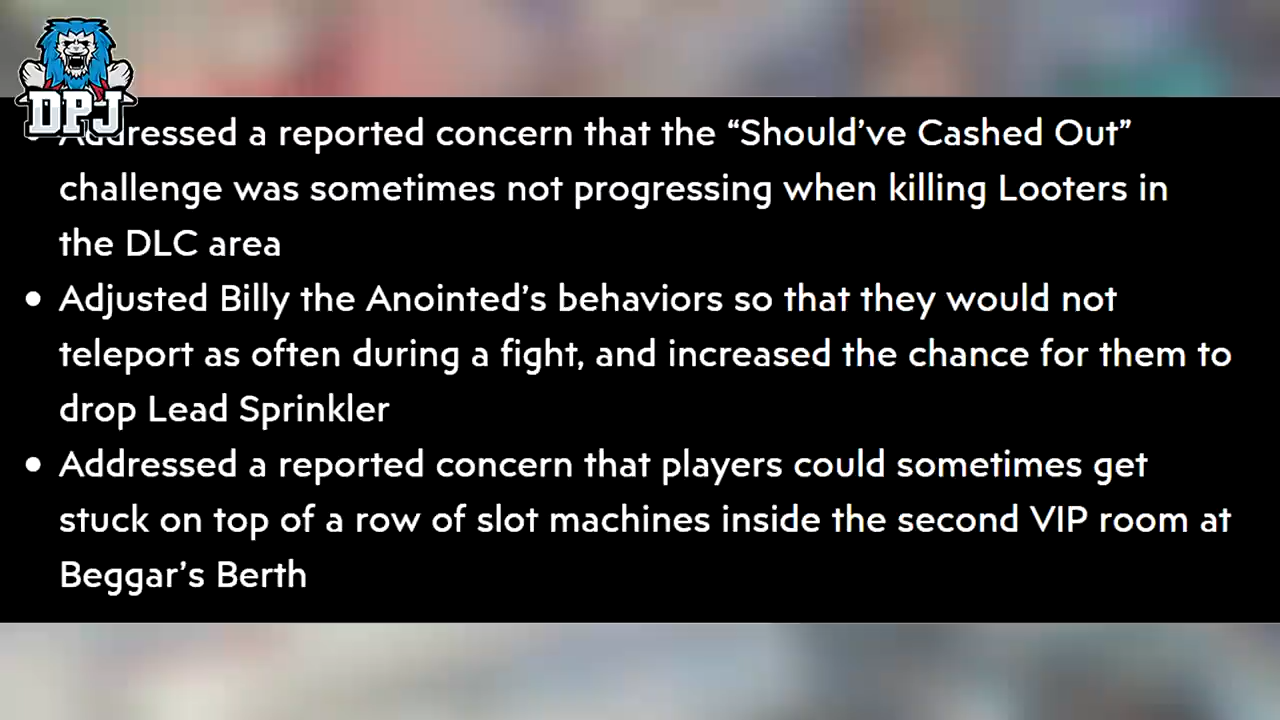 DPJ
Addressed a reported concern that the “Should’ve Cashed Out”
challenge was sometimes not progressing when killing Looters in
the DLC area
• Adjusted Billy the Anointed’s behaviors so that they would not
teleport as often during a fight, and increased the chance for them to
drop Lead Sprinkler
• Addressed a reported concern that players could sometimes get
stuck on top of a row of slot machines inside the second VIP room at
Beggar’s Berth